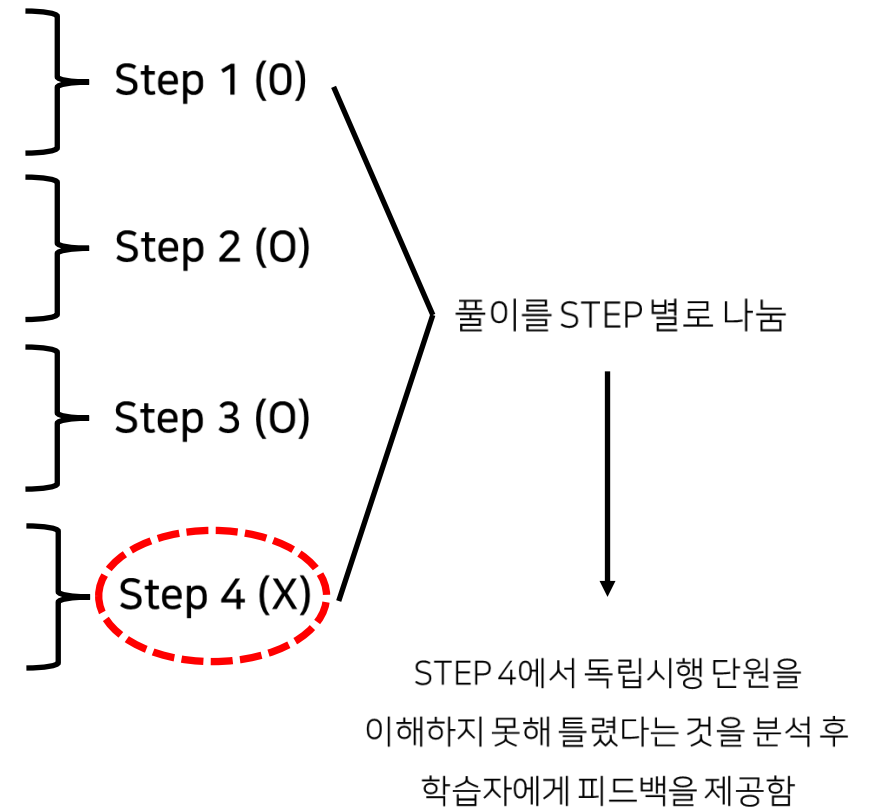 Step 1 (0)
Step 2 (O)
풀이를 STEP 별로 나눔
Step 3 (O)
Step 4 (X)
STEP 4에서 독립시행 단원을
이해하지 못해 틀렸다는 것을 분석 후
학습자에게 피드백을 제공함